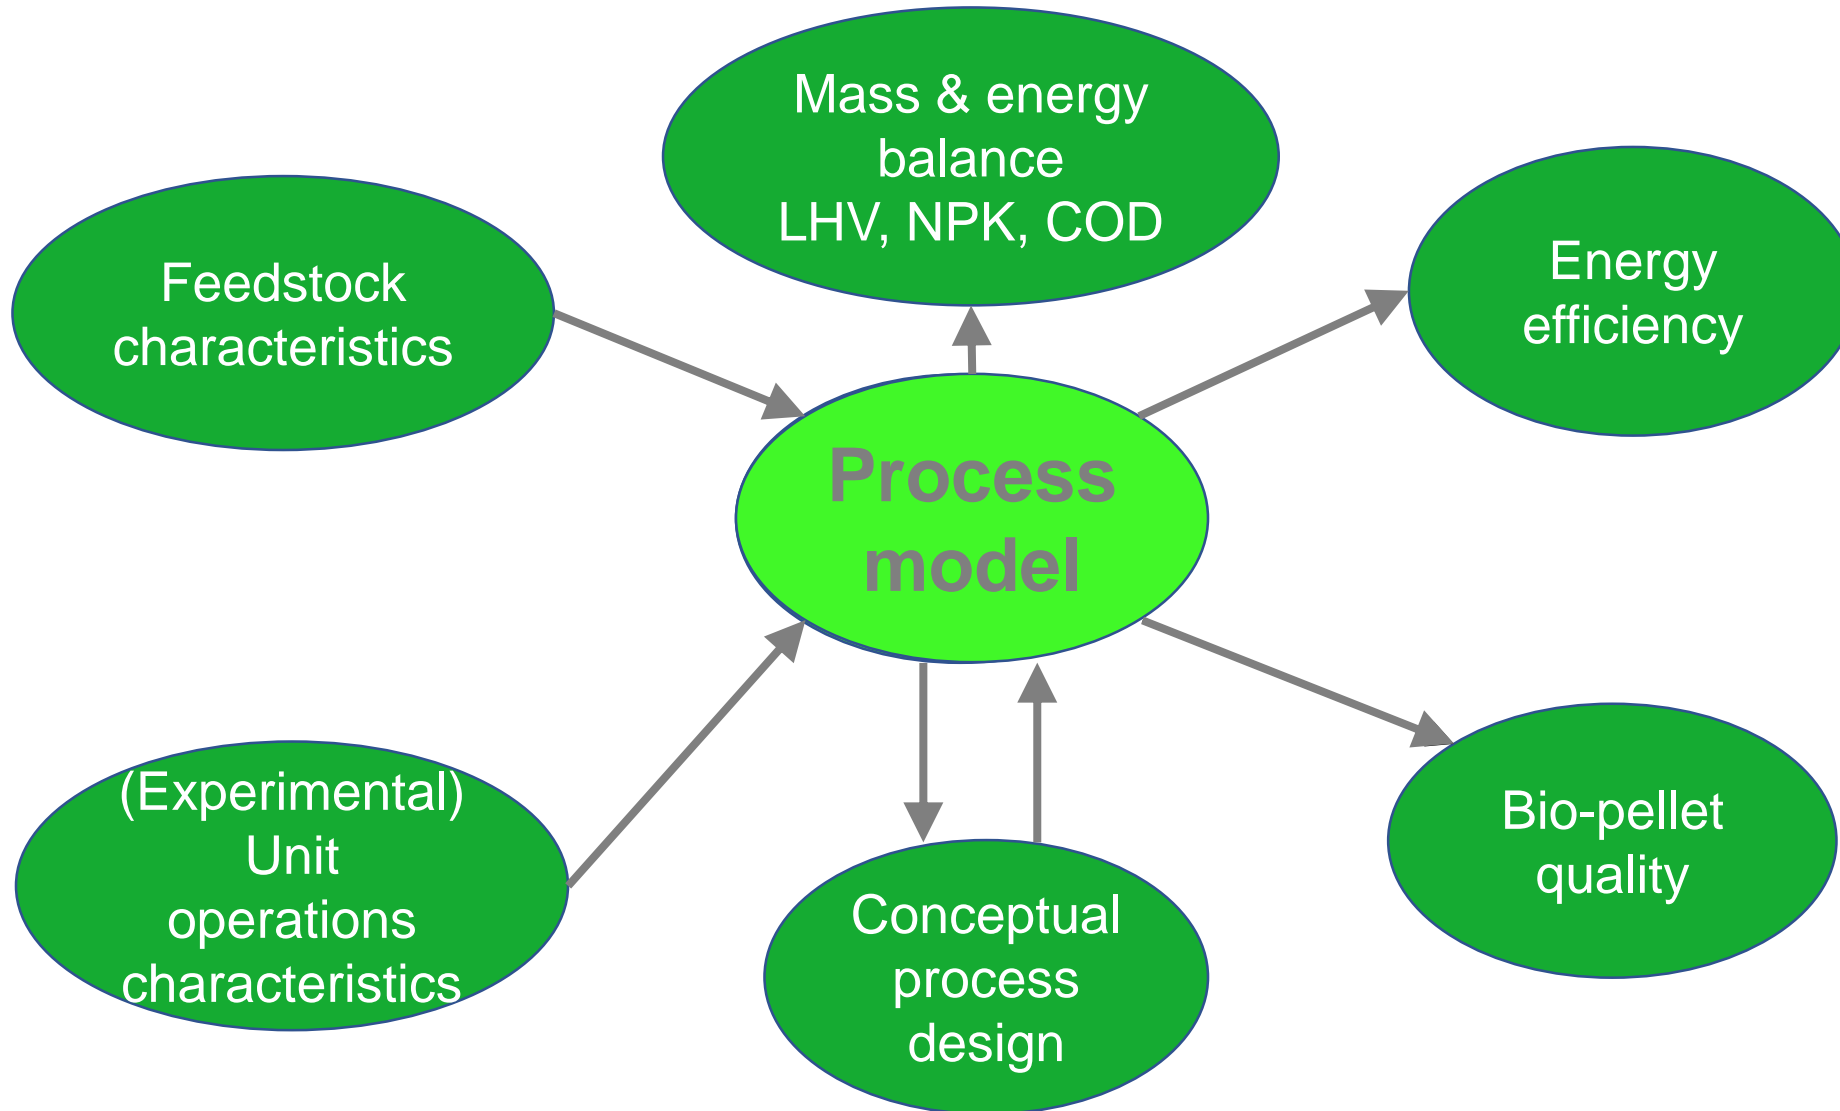 Mass & energy
balance
LHV, NPK, COD
Feedstock
characteristics
Energy
efficiency
Process
model
(Experimental)
Unit
operations
characteristics
Conceptual
process
design
Bio-pellet
quality